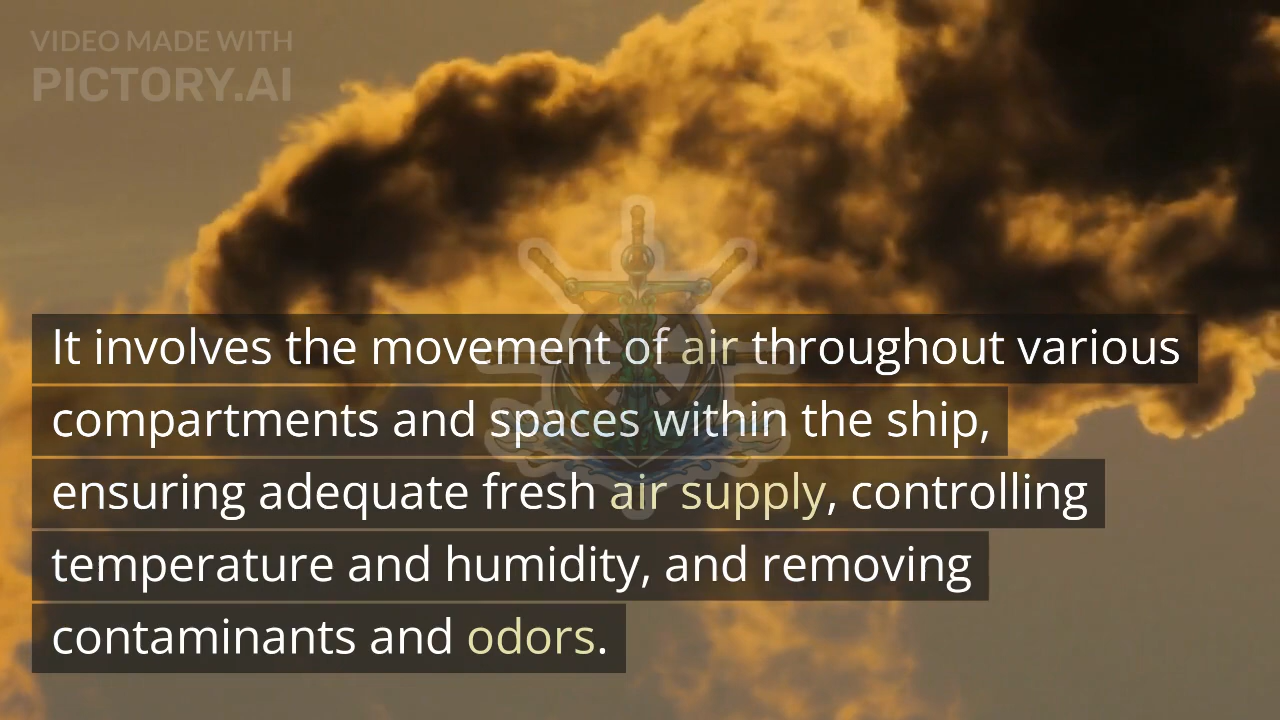 VIDEO MADE WITH
PICTORY.AI
It involves the movement of air throughout various
compartments and spaces within the ship,
ensuring adequate fresh air supply, controlling
temperature and humidity, and removing
contaminants and odors.